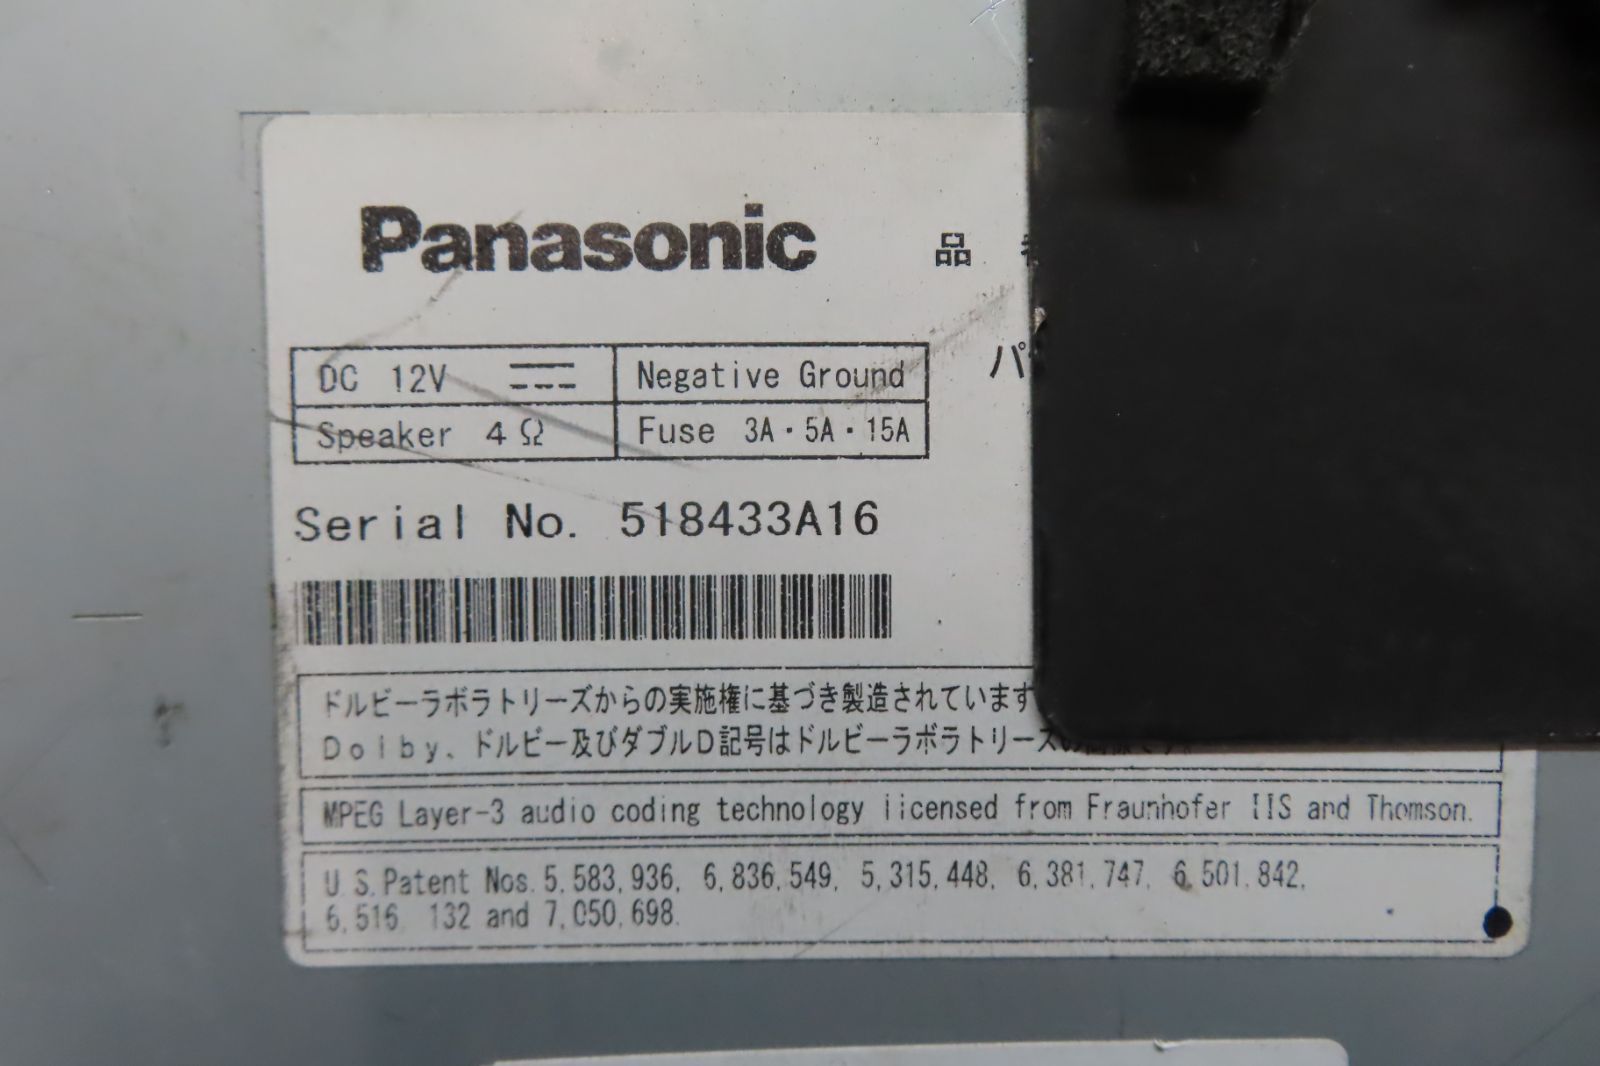 Panasonic
品
DC 12V
Negative Ground
Speaker 4Ω
Fuse 3A・5A・15A
Serial No. 518433A16
ドルビーラボラトリーズからの実施権に基づき製造されています
Dolby、ドルビー及びダブルD記号はドルビーラボラトリーズの商標です。
MPEG Layer-3 audio coding technology licensed from Fraunhofer IIS and Thomson.
U.S.Patent Nos.5,583,936, 6,836,549, 5,315,448, 6,381,747, 6,501,842,
6,516, 132 and 7,050,698.